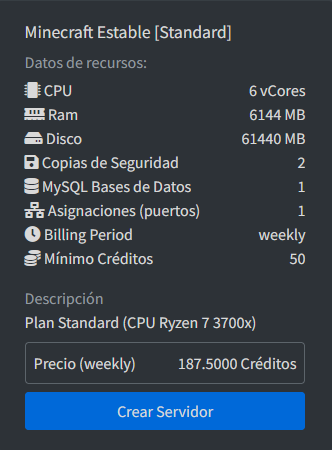 Minecraft Estable [Standard]
Datos de recursos:
CPU 6 vCores
Ram 6144 MB
Disco 61440 MB
Copias de Seguridad 2
MySQL Bases de Datos 1
Asignaciones (puertos) 1
Billing Period weekly
Mínimo Créditos 50
Descripción
Plan Standard (CPU Ryzen 7 3700x)
Precio (weekly) 187.5000 Créditos
Crear Servidor